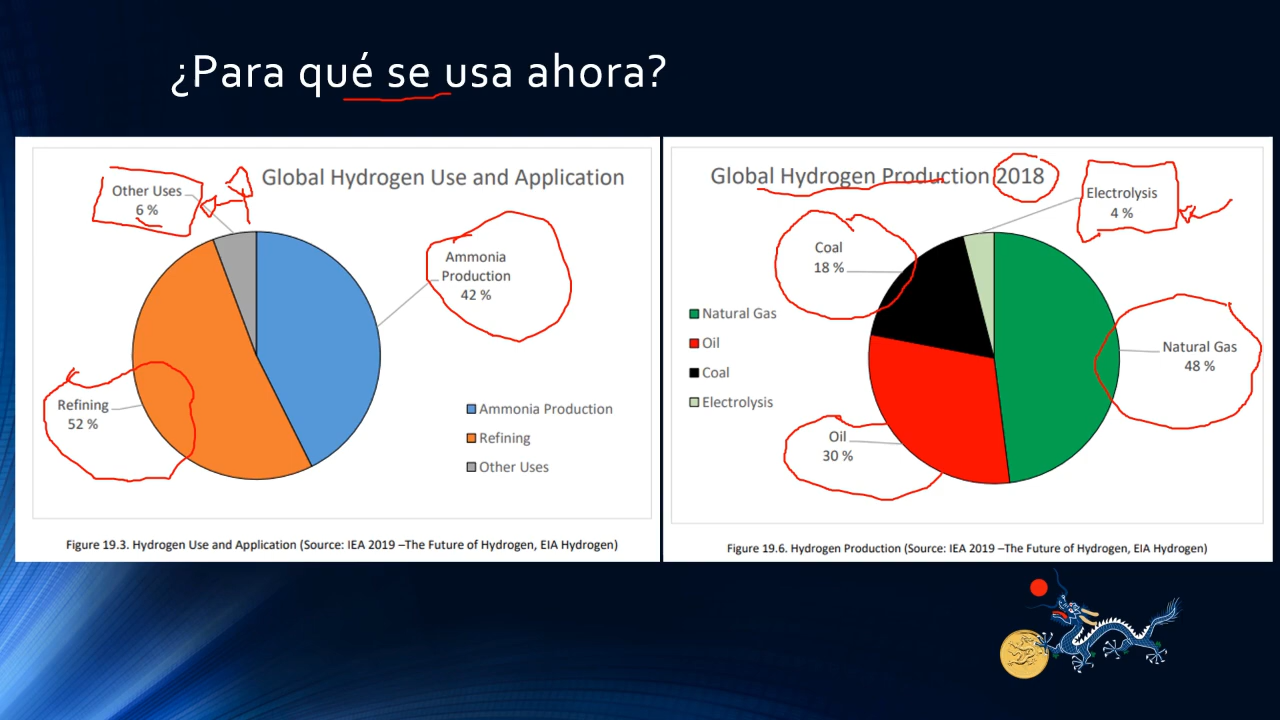 ¿Para qué se usa ahora?
Global Hydrogen Use and Application
Other Uses
6 %
Ammonia
Production
42 %
Refining
52 %
Ammonia Production
Refining
Other Uses
Figure 19.3. Hydrogen Use and Application (Source: IEA 2019 –The Future of Hydrogen, EIA Hydrogen)
Global Hydrogen Production 2018
Electrolysis
4 %
Coal
18 %
Natural Gas
Oil
Coal
Electrolysis
Natural Gas
48 %
Oil
30 %
Figure 19.6. Hydrogen Production (Source: IEA 2019 –The Future of Hydrogen, EIA Hydrogen)